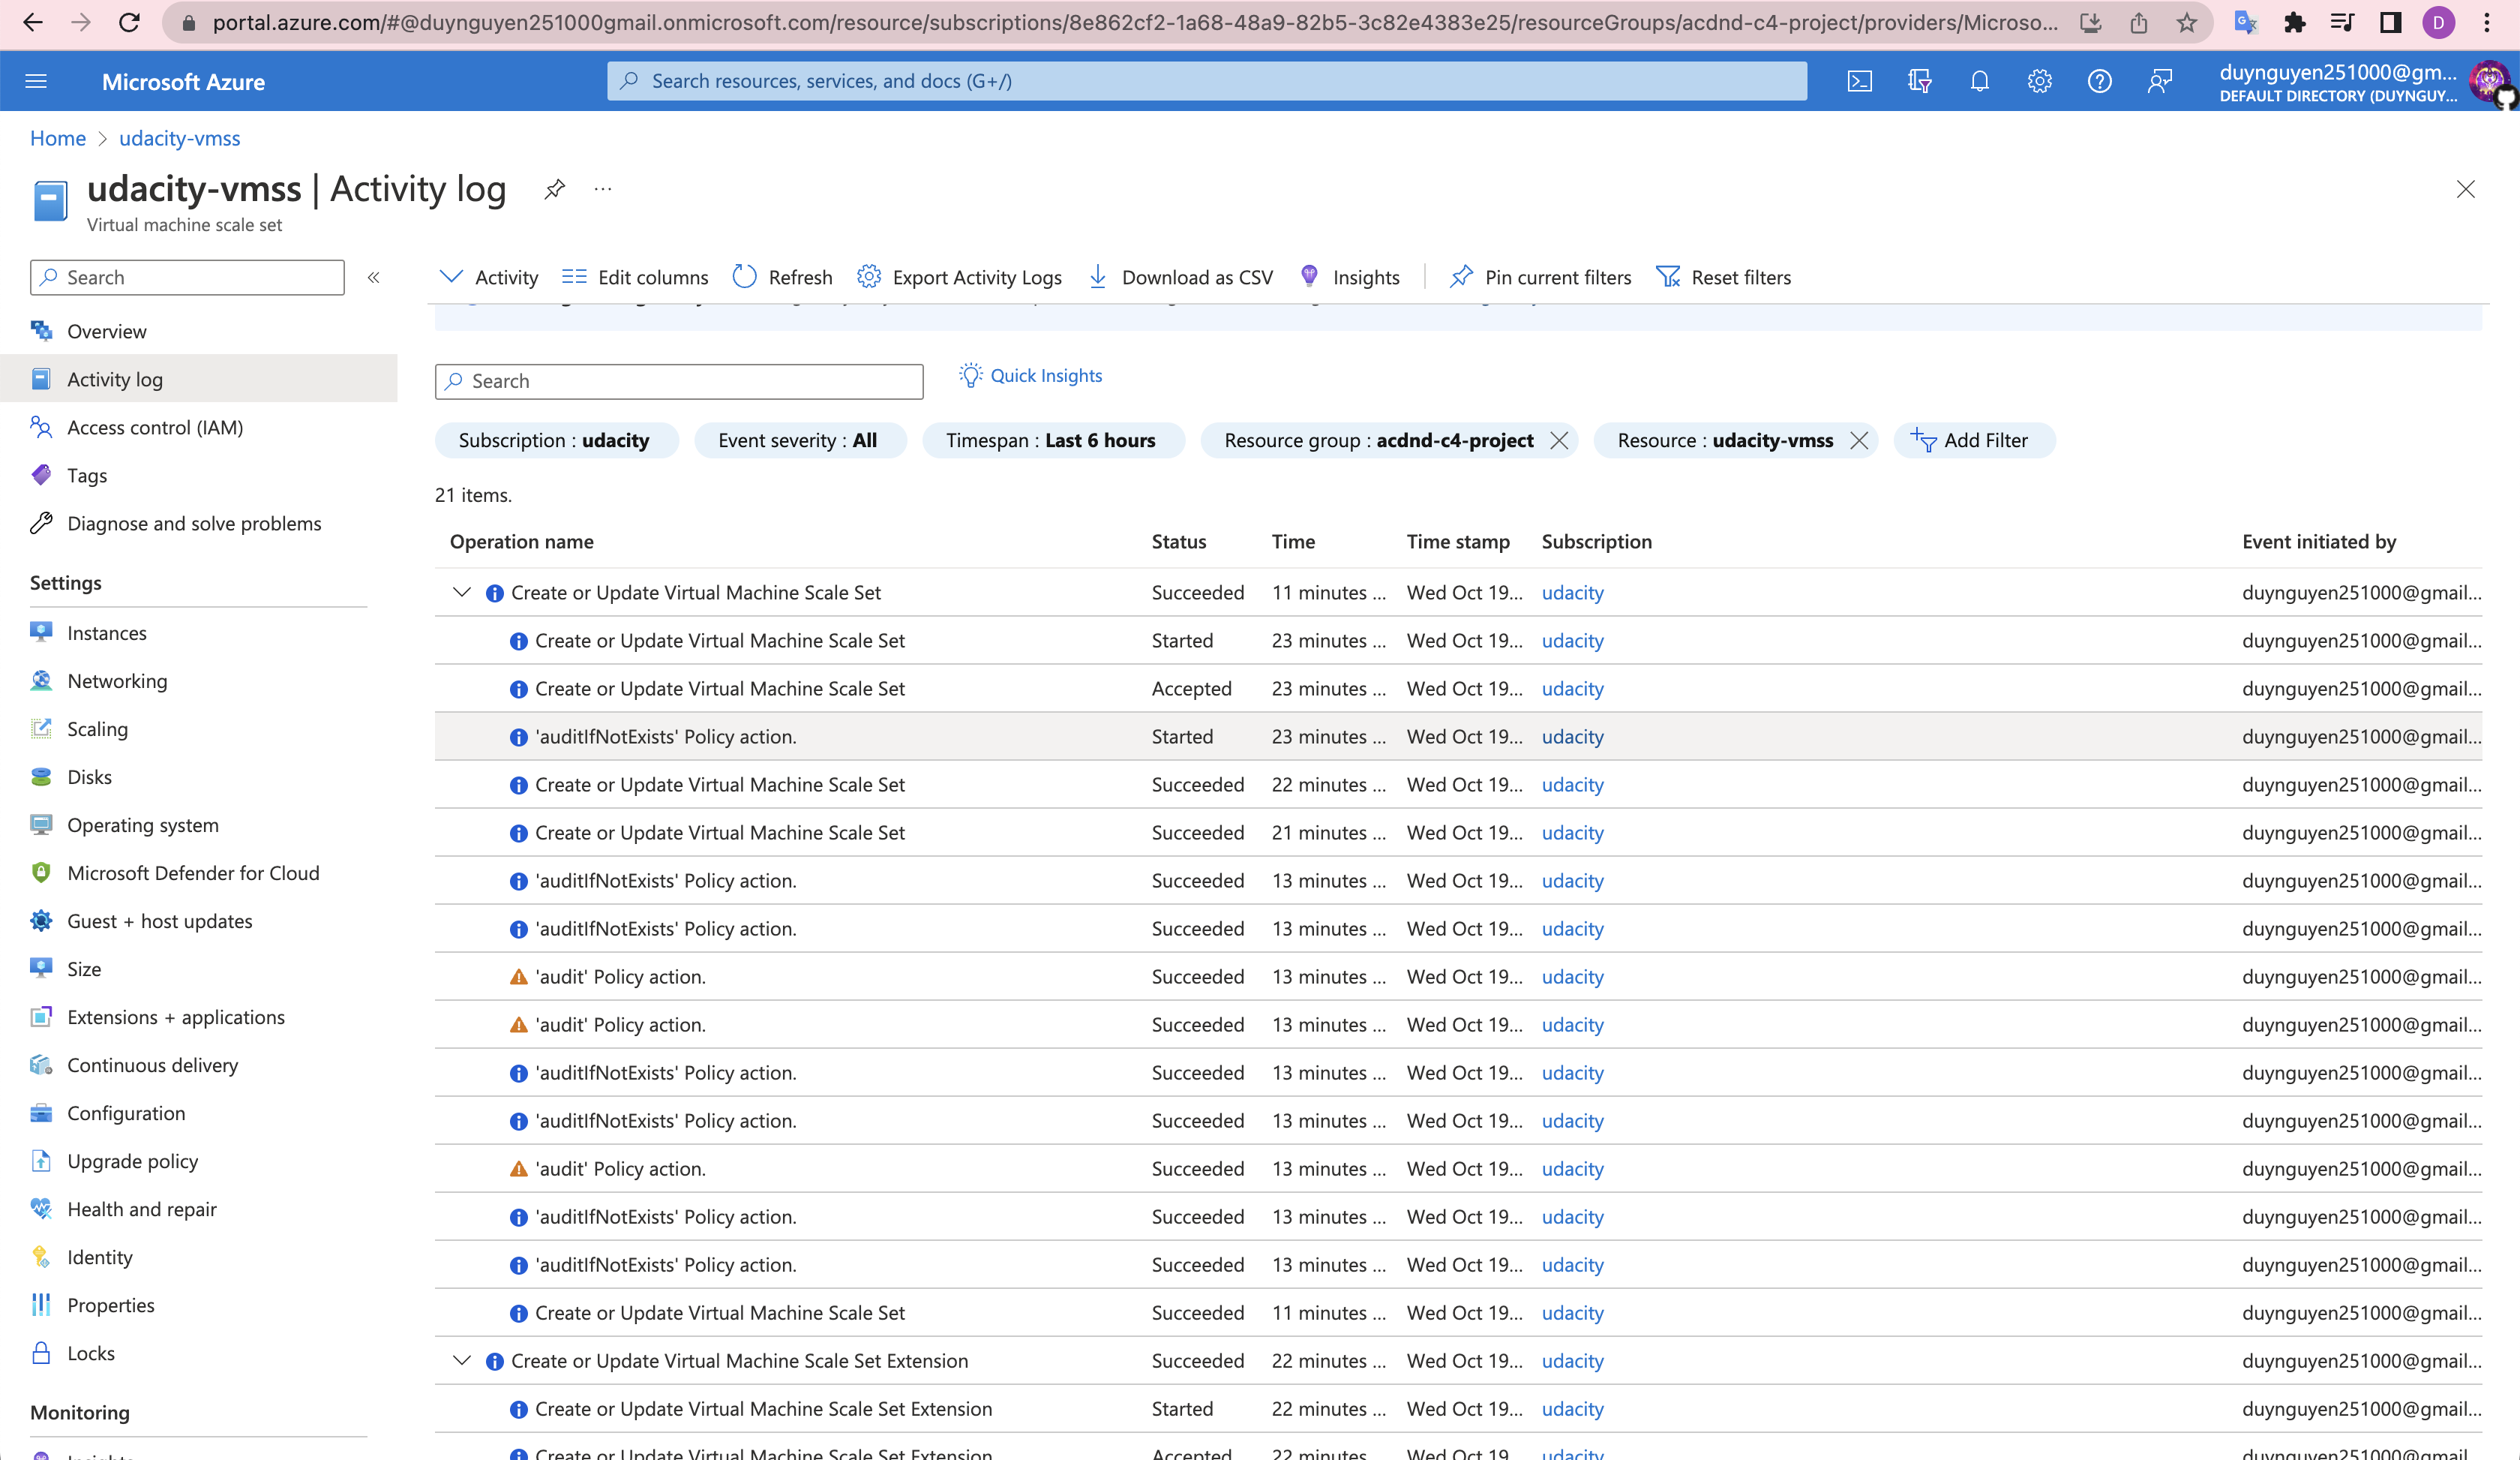 portal.azure.com/#@duynguyen251000gmail.onmicrosoft.com/resource/subscriptions/8e862cf2-1a68-48a9-82b5-3c82e4383e25/resourceGroups/acdnd-c4-project/providers/Microso...
D
Microsoft Azure
Search resources, services, and docs (G+/)
duynguyen251000@gm...
DEFAULT DIRECTORY (DUYNGUY...
Home > udacity-vmss
udacity-vmss | Activity log ...
Virtual machine scale set
Search «
Activity Edit columns Refresh Export Activity Logs Download as CSV Insights Pin current filters Reset filters
Overview
Activity log
Access control (IAM)
Tags
Diagnose and solve problems
Settings
Instances
Networking
Scaling
Disks
Operating system
Microsoft Defender for Cloud
Guest + host updates
Size
Extensions + applications
Continuous delivery
Configuration
Upgrade policy
Health and repair
Identity
Properties
Locks
Monitoring
Insights
Search Quick Insights
Subscription : udacity Event severity : All Timespan : Last 6 hours Resource group : acdnd-c4-project Resource : udacity-vmss Add Filter
21 items.
Operation name Status Time Time stamp Subscription Event initiated by
Create or Update Virtual Machine Scale Set Succeeded 11 minutes ... Wed Oct 19... udacity duynguyen251000@gmail...
Create or Update Virtual Machine Scale Set Started 23 minutes ... Wed Oct 19... udacity duynguyen251000@gmail...
Create or Update Virtual Machine Scale Set Accepted 23 minutes ... Wed Oct 19... udacity duynguyen251000@gmail...
'auditIfNotExists' Policy action. Started 23 minutes ... Wed Oct 19... udacity duynguyen251000@gmail...
Create or Update Virtual Machine Scale Set Succeeded 22 minutes ... Wed Oct 19... udacity duynguyen251000@gmail...
Create or Update Virtual Machine Scale Set Succeeded 21 minutes ... Wed Oct 19... udacity duynguyen251000@gmail...
'auditIfNotExists' Policy action. Succeeded 13 minutes ... Wed Oct 19... udacity duynguyen251000@gmail...
'auditIfNotExists' Policy action. Succeeded 13 minutes ... Wed Oct 19... udacity duynguyen251000@gmail...
'audit' Policy action. Succeeded 13 minutes ... Wed Oct 19... udacity duynguyen251000@gmail...
'audit' Policy action. Succeeded 13 minutes ... Wed Oct 19... udacity duynguyen251000@gmail...
'auditIfNotExists' Policy action. Succeeded 13 minutes ... Wed Oct 19... udacity duynguyen251000@gmail...
'auditIfNotExists' Policy action. Succeeded 13 minutes ... Wed Oct 19... udacity duynguyen251000@gmail...
'audit' Policy action. Succeeded 13 minutes ... Wed Oct 19... udacity duynguyen251000@gmail...
'auditIfNotExists' Policy action. Succeeded 13 minutes ... Wed Oct 19... udacity duynguyen251000@gmail...
'auditIfNotExists' Policy action. Succeeded 13 minutes ... Wed Oct 19... udacity duynguyen251000@gmail...
Create or Update Virtual Machine Scale Set Succeeded 11 minutes ... Wed Oct 19... udacity duynguyen251000@gmail...
Create or Update Virtual Machine Scale Set Extension Succeeded 22 minutes ... Wed Oct 19... udacity duynguyen251000@gmail...
Create or Update Virtual Machine Scale Set Extension Started 22 minutes ... Wed Oct 19... udacity duynguyen251000@gmail...
Create or Update Virtual Machine Scale Set Extension Accepted 22 minutes ... Wed Oct 19... udacity duynguyen251000@gmail...